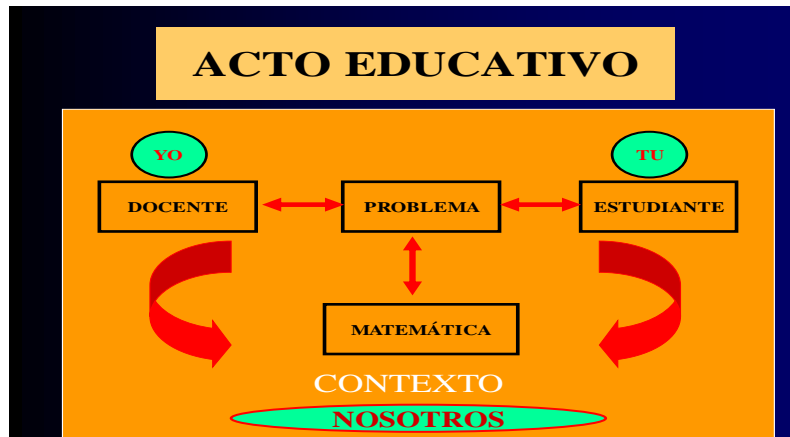 ACTO EDUCATIVO
YO
TU
DOCENTE
PROBLEMA
ESTUDIANTE
MATEMÁTICA
CONTEXTO
NOSOTROS